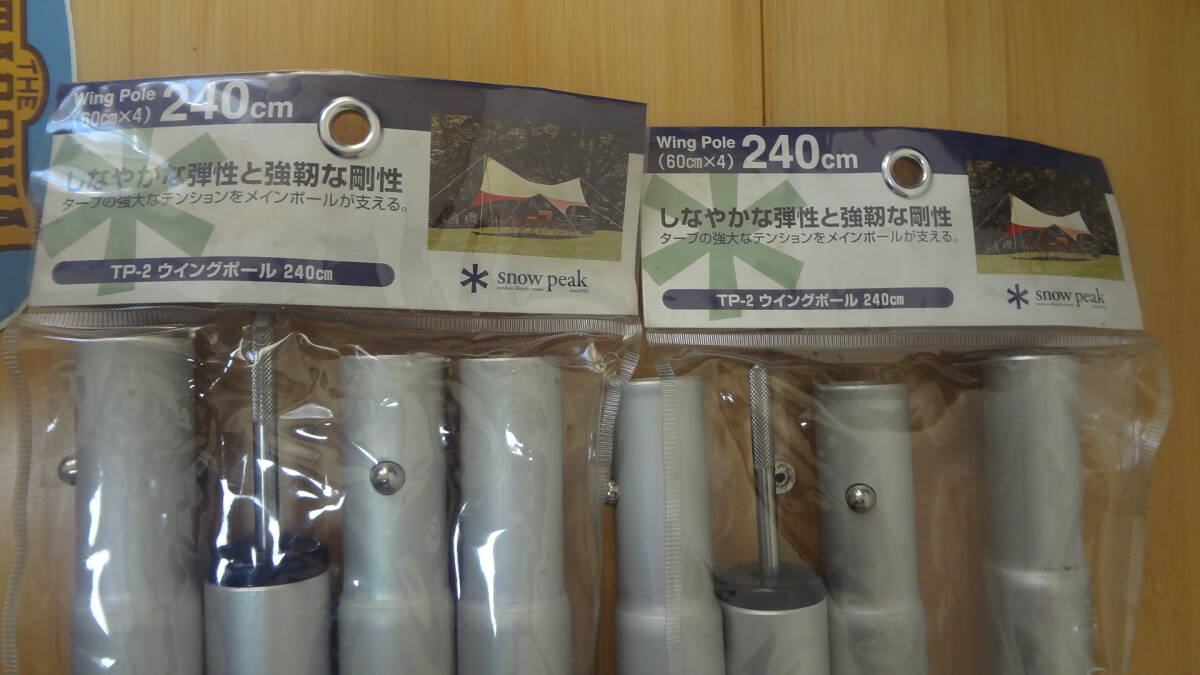 THE
Wing Pole
(60cm×4) 240cm
しなやかな弾性と強靭な剛性
タープの強大なテンションをメインポールが支える。
TP-2 ウイングポール 240cm
snow peak
Wing Pole
(60cm×4) 240cm
しなやかな弾性と強靭な剛性
タープの強大なテンションをメインポールが支える。
TP-2 ウイングポール 240cm
snow peak